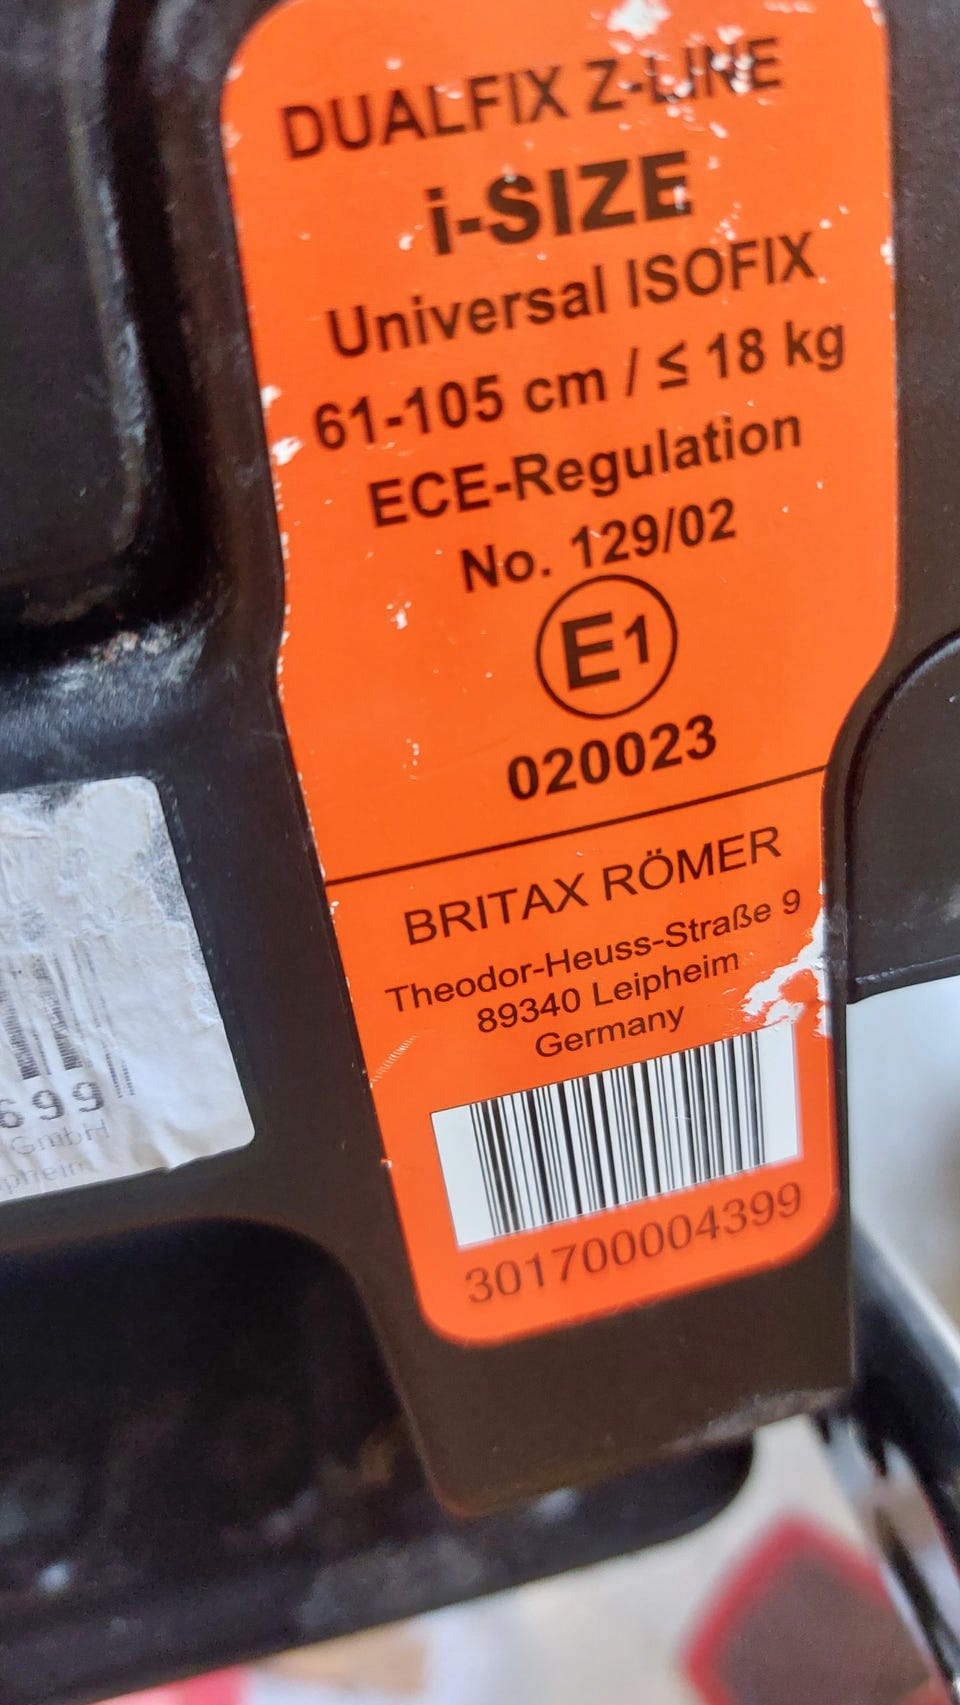 DUALFIX Z-LINE
i-SIZE
Universal ISOFIX
61-105 cm / ≤ 18 kg
ECE-Regulation
No. 129/02
E1
020023
BRITAX RÖMER
Theodor-Heuss-Straße 9
89340 Leipheim
Germany
301700004399
699
GmbH